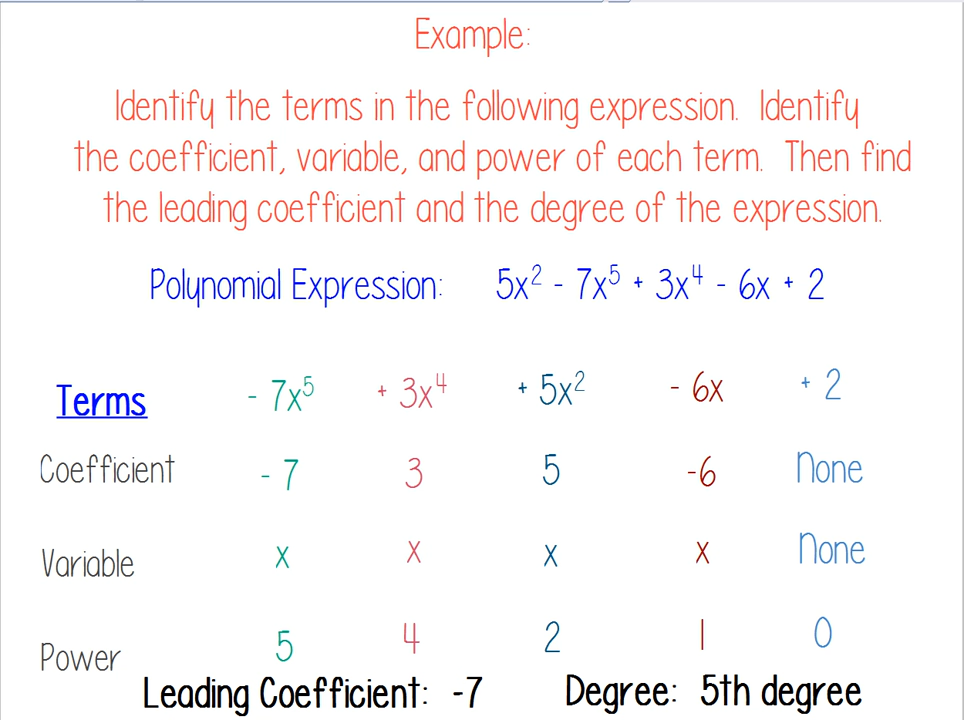 Example:
Identify the terms in the following expression. Identify
the coefficient, variable, and power of each term. Then find
the leading coefficient and the degree of the expression.
Polynomial Expression: 5x² - 7x⁵ + 3x⁴ - 6x + 2
Terms - 7x⁵ + 3x⁴ + 5x² - 6x + 2
Coefficient - 7 3 5 -6 None
Variable x x x x None
Power 5 4 2 1 0
Leading Coefficient: -7 Degree: 5th degree